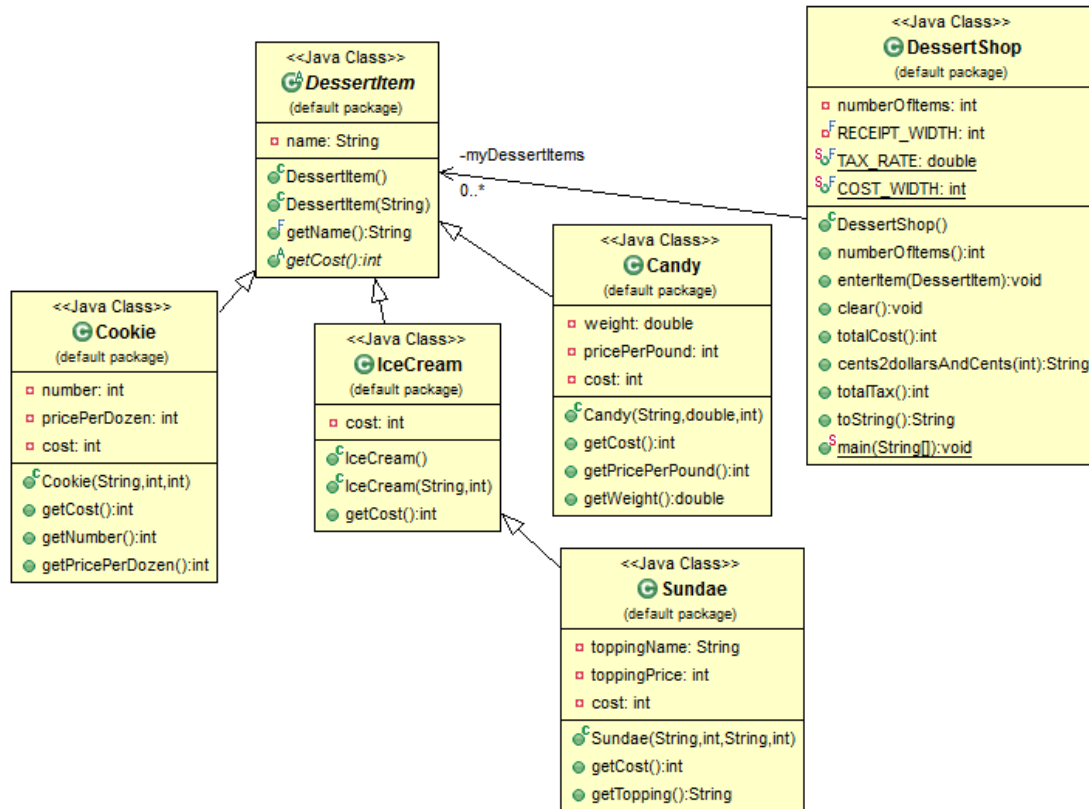 <<Java Class>>
DessertItem
(default package)
name: String
DessertItem()
DessertItem(String)
getName():String
getCost():int
-myDessertItems
0..*
<<Java Class>>
DessertShop
(default package)
numberOfItems: int
RECEIPT_WIDTH: int
TAX_RATE: double
COST_WIDTH: int
DessertShop()
numberOfItems():int
enterItem(DessertItem):void
clear():void
totalCost():int
cents2dollarsAndCents(int):String
totalTax():int
toString():String
main(String[]):void
<<Java Class>>
Cookie
(default package)
number: int
pricePerDozen: int
cost: int
Cookie(String,int,int)
getCost():int
getNumber():int
getPricePerDozen():int
<<Java Class>>
IceCream
(default package)
cost: int
IceCream()
IceCream(String,int)
getCost():int
<<Java Class>>
Candy
(default package)
weight: double
pricePerPound: int
cost: int
Candy(String,double,int)
getCost():int
getPricePerPound():int
getWeight():double
<<Java Class>>
Sundae
(default package)
toppingName: String
toppingPrice: int
cost: int
Sundae(String,int,String,int)
getCost():int
getTopping():String